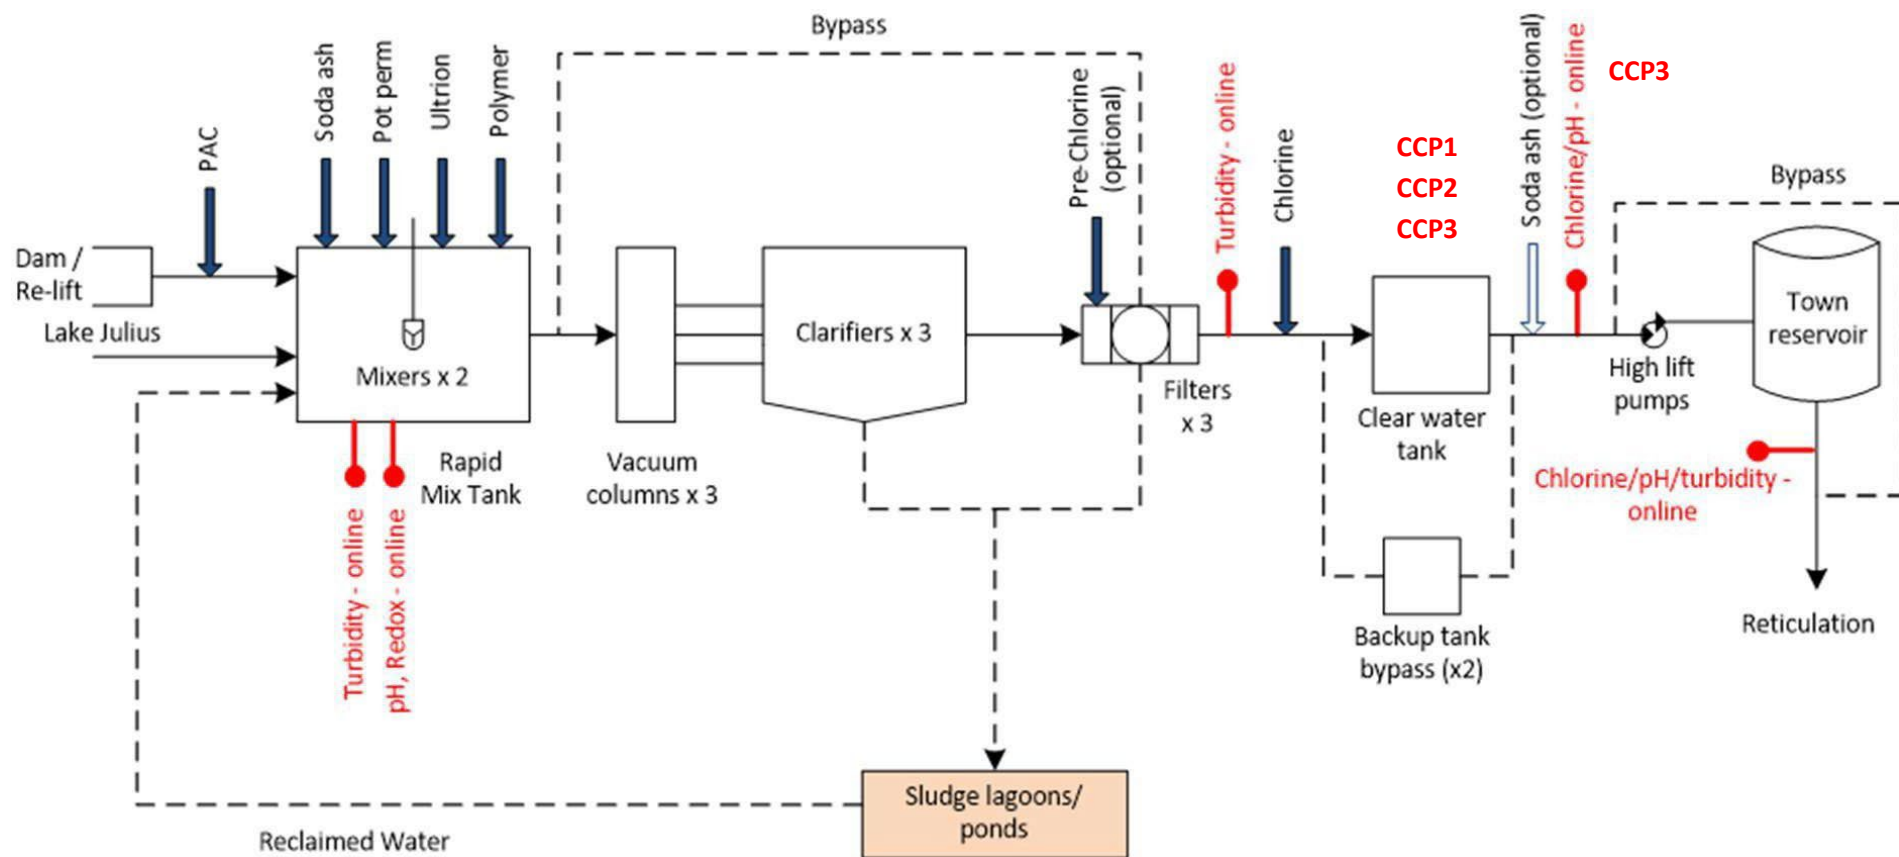 Bypass
Soda ash
Pot perm
Ultrion
Polymer
PAC
Pre-Chlorine
(optional)
Turbidity - online
Chlorine
CCP1
CCP2
CCP3
Soda ash (optional)
Chlorine/pH - online
CCP3
Bypass
Dam /
Re-lift
Lake Julius
Mixers x 2
Rapid
Mix Tank
Turbidity - online
pH, Redox - online
Vacuum
columns x 3
Clarifiers x 3
Filters
x 3
Clear water
tank
High lift
pumps
Town
reservoir
Chlorine/pH/turbidity -
online
Backup tank
bypass (x2)
Reticulation
Sludge lagoons/
ponds
Reclaimed Water